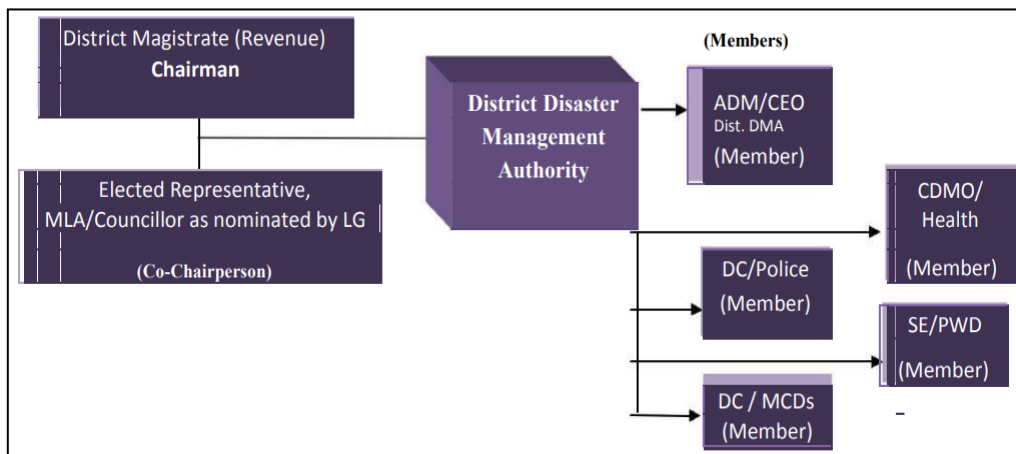 District Magistrate (Revenue)
Chairman
Elected Representative,
MLA/Councillor as nominated by LG
(Co-Chairperson)
District Disaster
Management
Authority
(Members)
ADM/CEO
Dist. DMA
(Member)
CDMO/
Health
(Member)
DC/Police
(Member)
SE/PWD
(Member)
DC / MCDs
(Member)